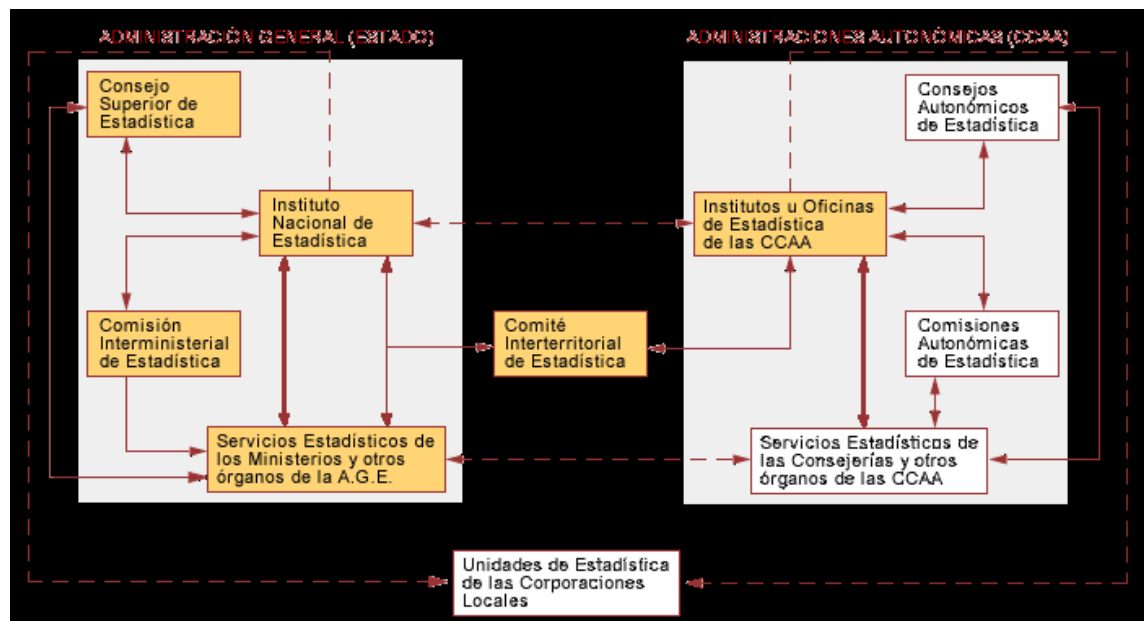 ADMINISTRACIÓN GENERAL (ESTADO)
ADMINISTRACIONES AUTONÓMICAS (CCAA)
Consejo
Superior de
Estadística
Consejos
Autonómicos
de Estadística
Instituto
Nacional de
Estadística
Institutos u Oficinas
de Estadística
de las CCAA
Comisión
Interministerial
de Estadística
Comité
Interterritorial
de Estadística
Comisiones
Autonómicas
de Estadística
Servicios Estadísticos de
los Ministerios y otros
órganos de la A.G.E.
Servicios Estadísticos de
las Consejerías y otros
órganos de las CCAA
Unidades de Estadística
de las Corporaciones
Locales